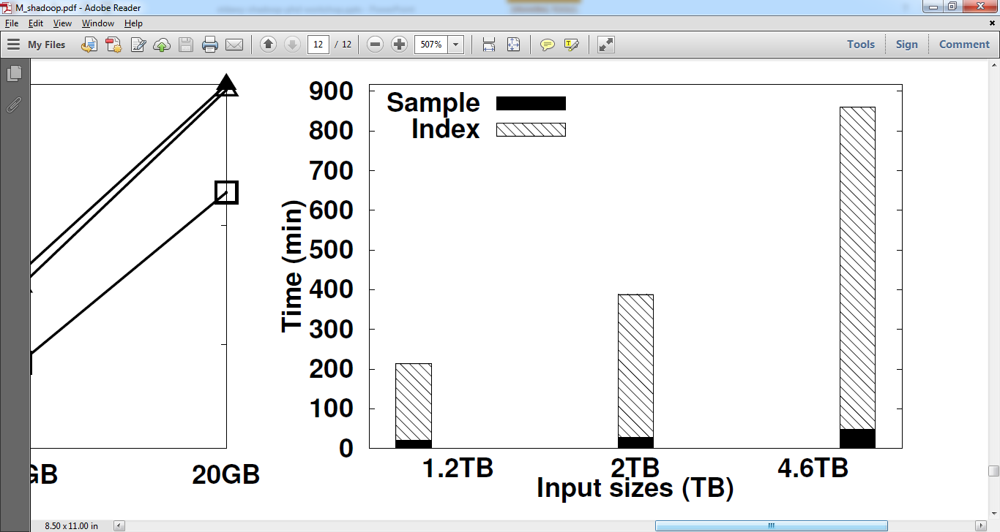 M_shadoop.pdf - Adobe Reader
File Edit View Window Help
My Files 12 / 12 507% Tools Sign Comment
900
800
700
600
500
400
300
200
100
0
Time (min)
Sample
Index
GB 20GB
1.2TB 2TB 4.6TB
Input sizes (TB)
8.50 x 11.00 in